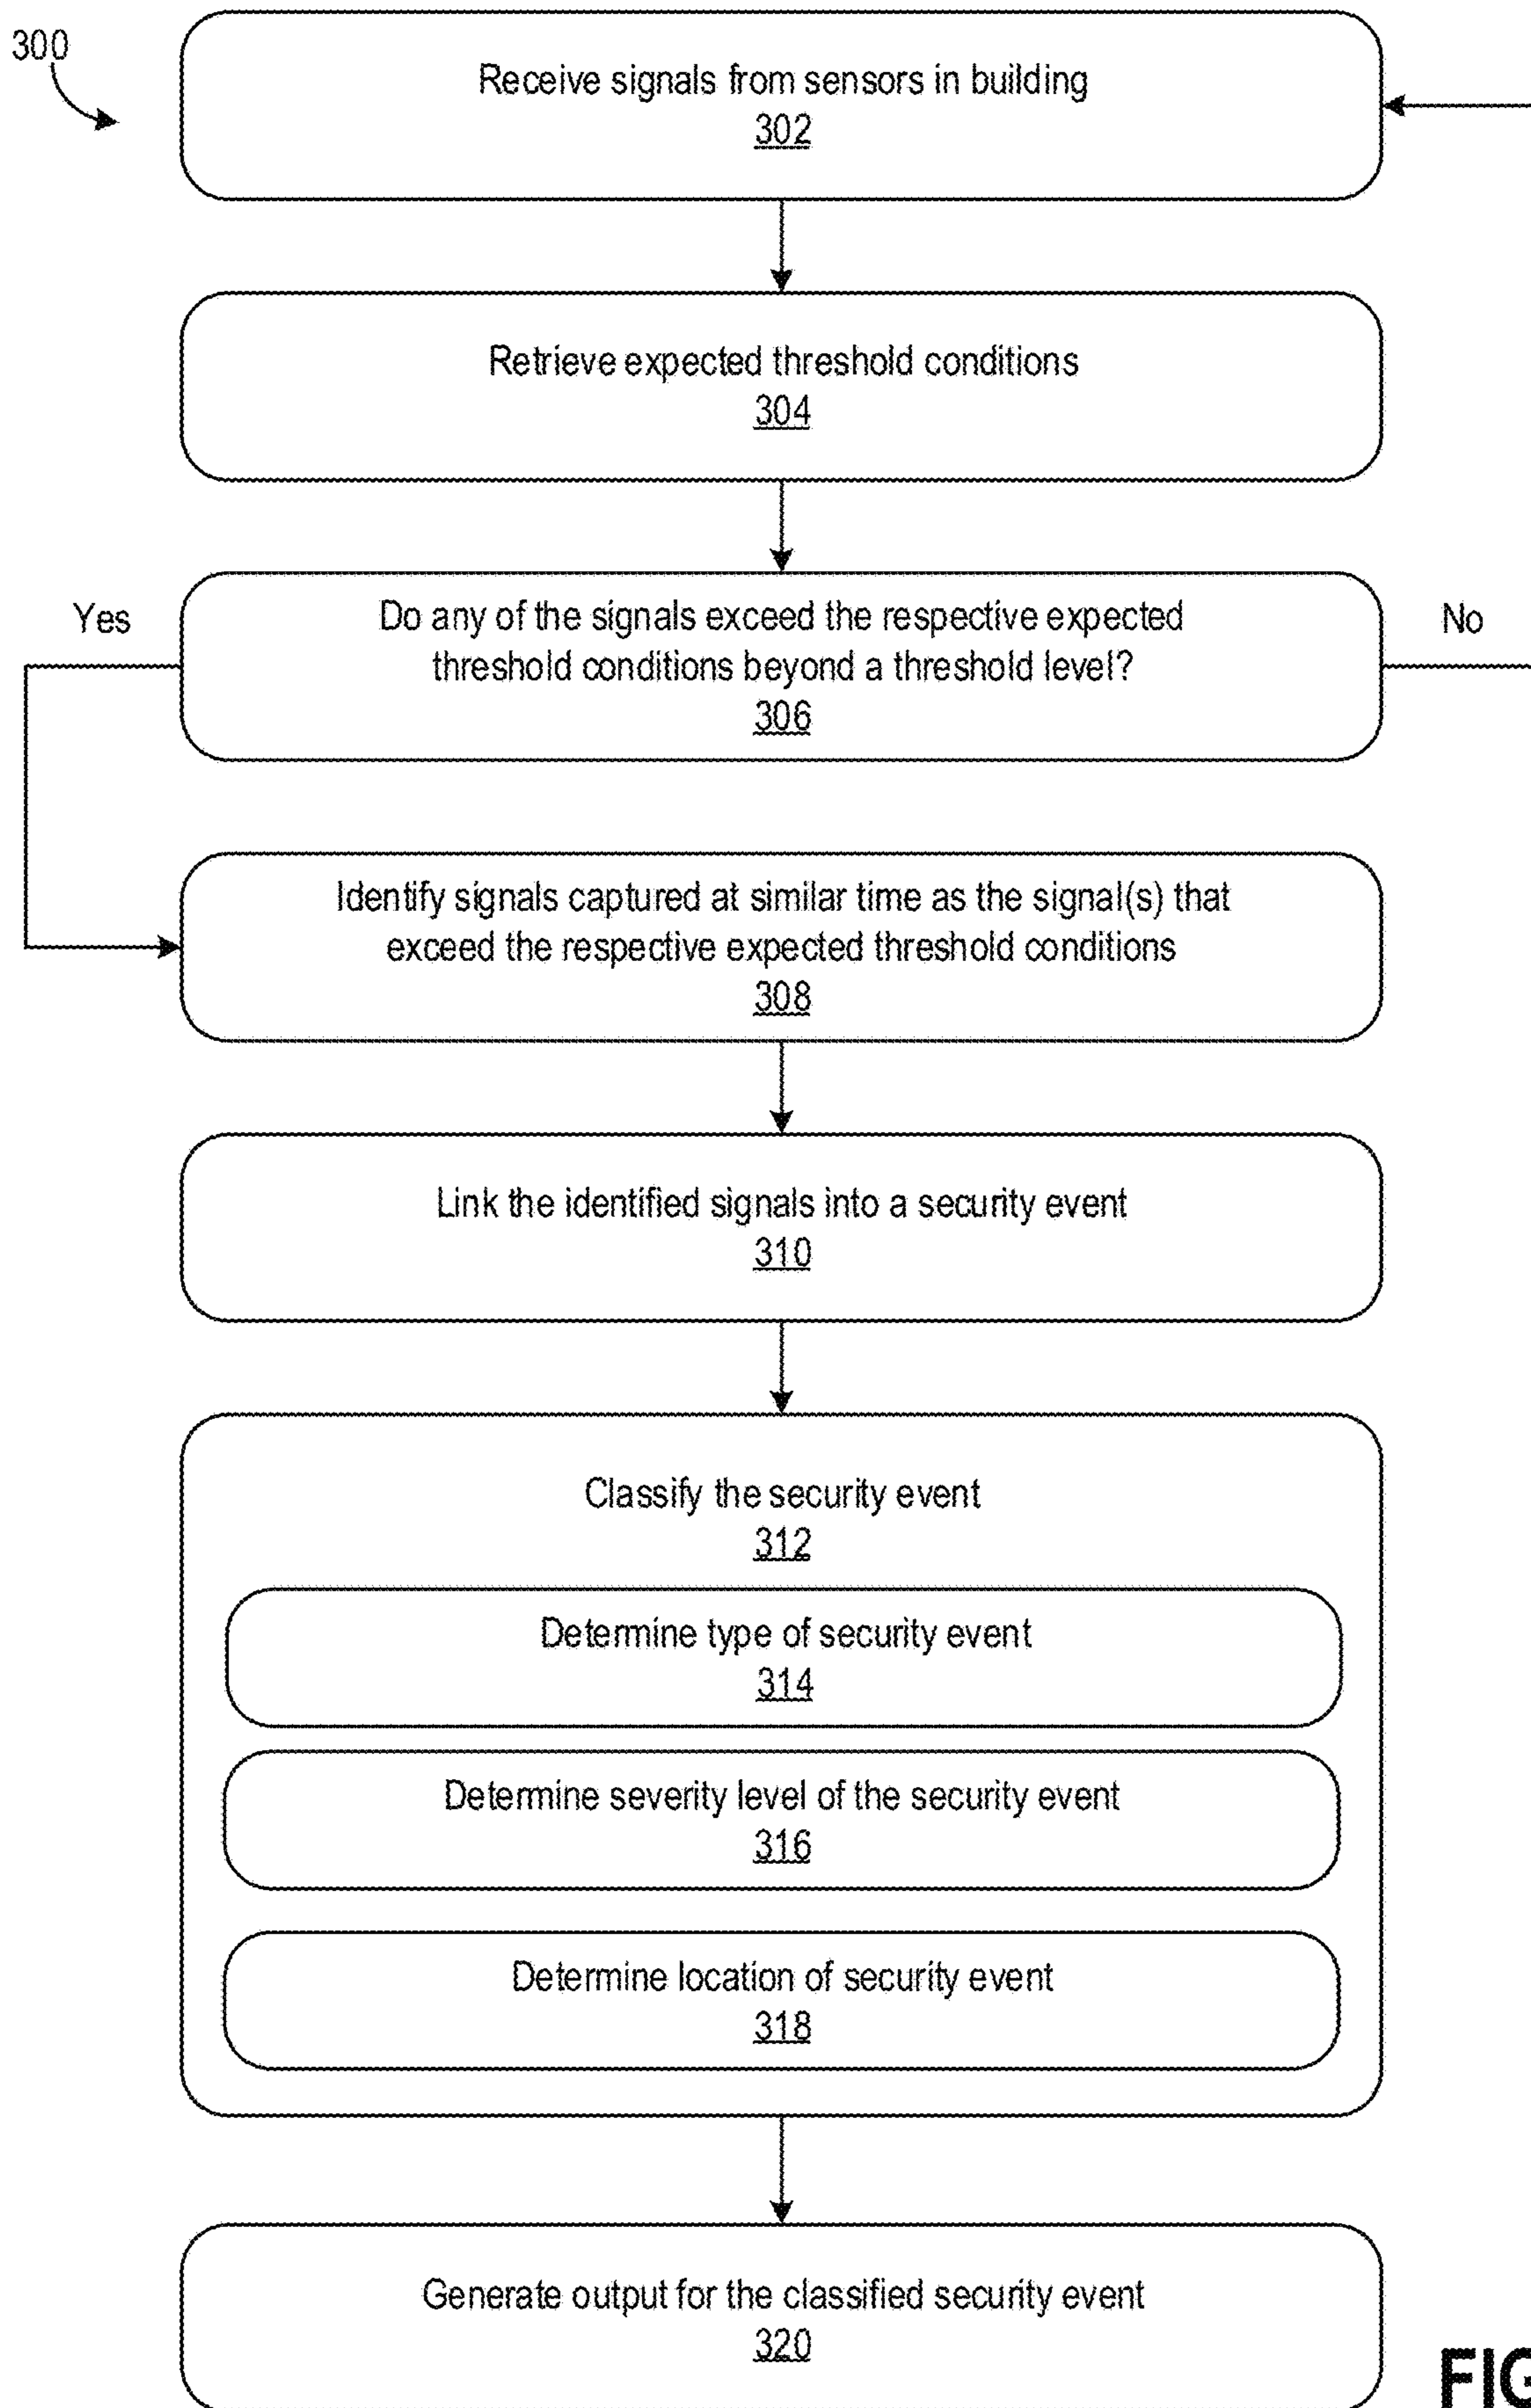 300
Receive signals from sensors in building
302
Retrieve expected threshold conditions
304
Yes
Do any of the signals exceed the respective expected
threshold conditions beyond a threshold level?
306
No
Identify signals captured at similar time as the signal(s) that
exceed the respective expected threshold conditions
308
Link the identified signals into a security event
310
Classify the security event
312
Determine type of security event
314
Determine severity level of the security event
316
Determine location of security event
318
Generate output for the classified security event
320
FIG